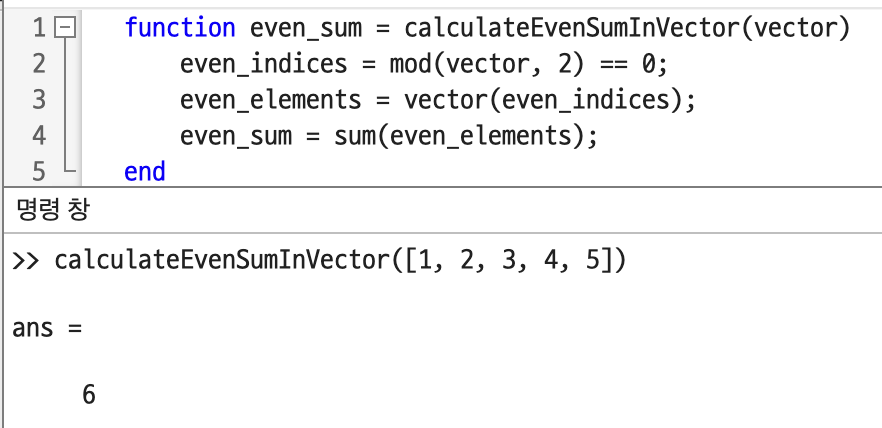 1 function even_sum = calculateEvenSumInVector(vector)
2 even_indices = mod(vector, 2) == 0;
3 even_elements = vector(even_indices);
4 even_sum = sum(even_elements);
5 end
명령 창
>> calculateEvenSumInVector([1, 2, 3, 4, 5])
ans =
6